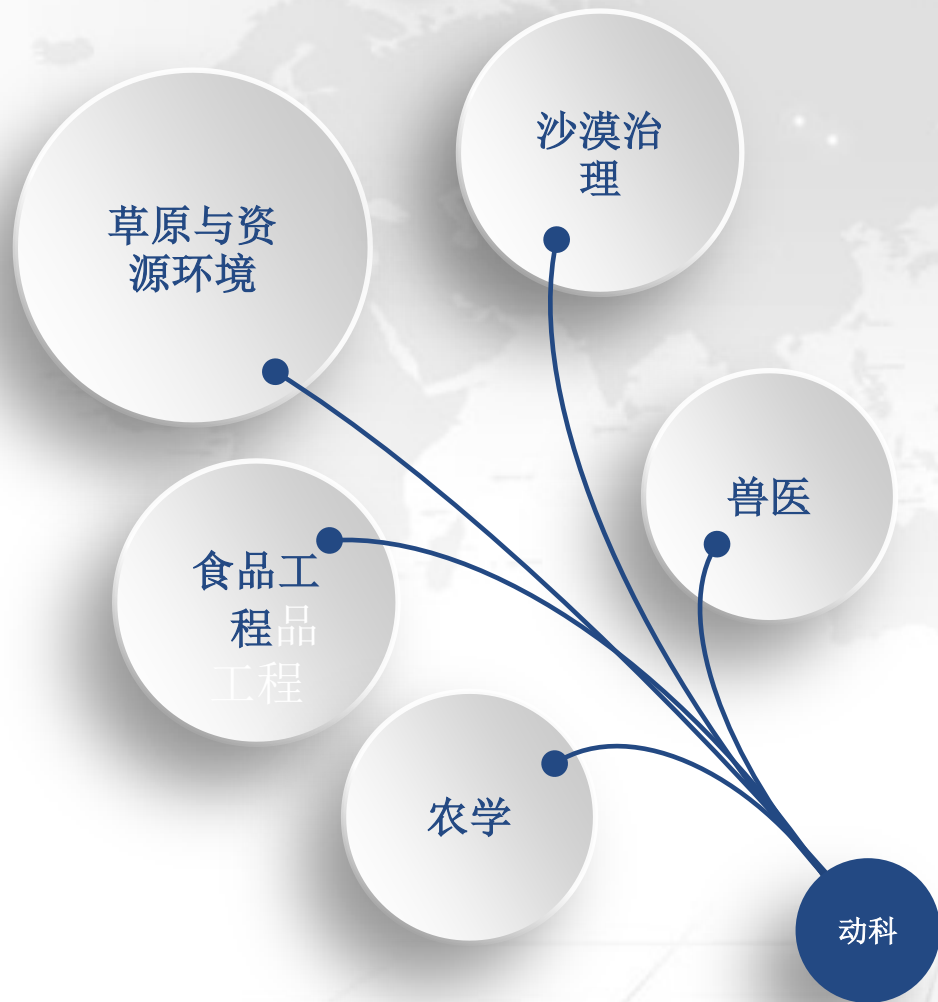 沙漠治
理
草原与资
源环境
兽医
食品工
程品
工程
农学
动科